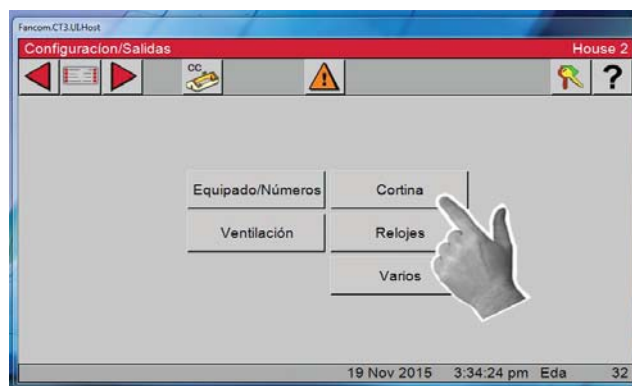 Fancom.CT3.UI.Host
Configuracíon/Salidas House 2
CC
?
Equipado/Números Cortina
Ventilación Relojes
Varios
19 Nov 2015 3:34:24 pm Eda 32